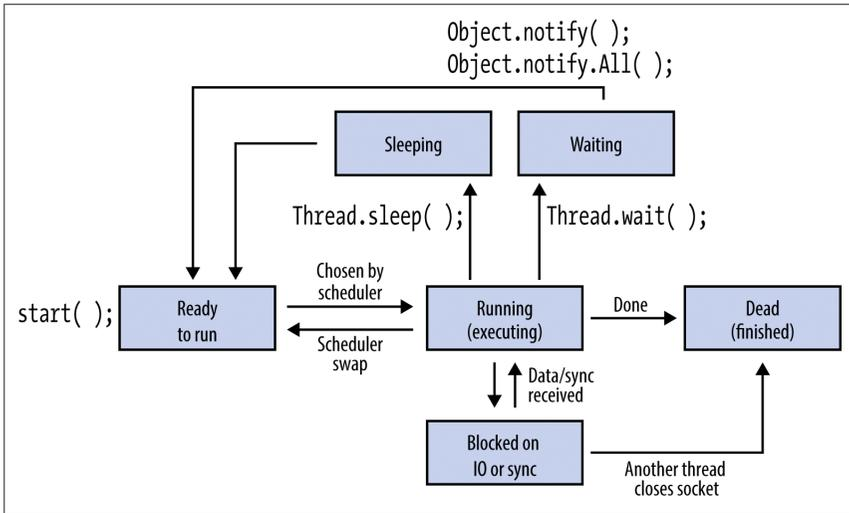 Object.notify( );
Object.notify.All( );
Sleeping
Waiting
Thread.sleep( );
Thread.wait( );
start( );
Ready
to run
Chosen by
scheduler
Scheduler
swap
Running
(executing)
Done
Dead
(finished)
Data/sync
received
Blocked on
IO or sync
Another thread
closes socket